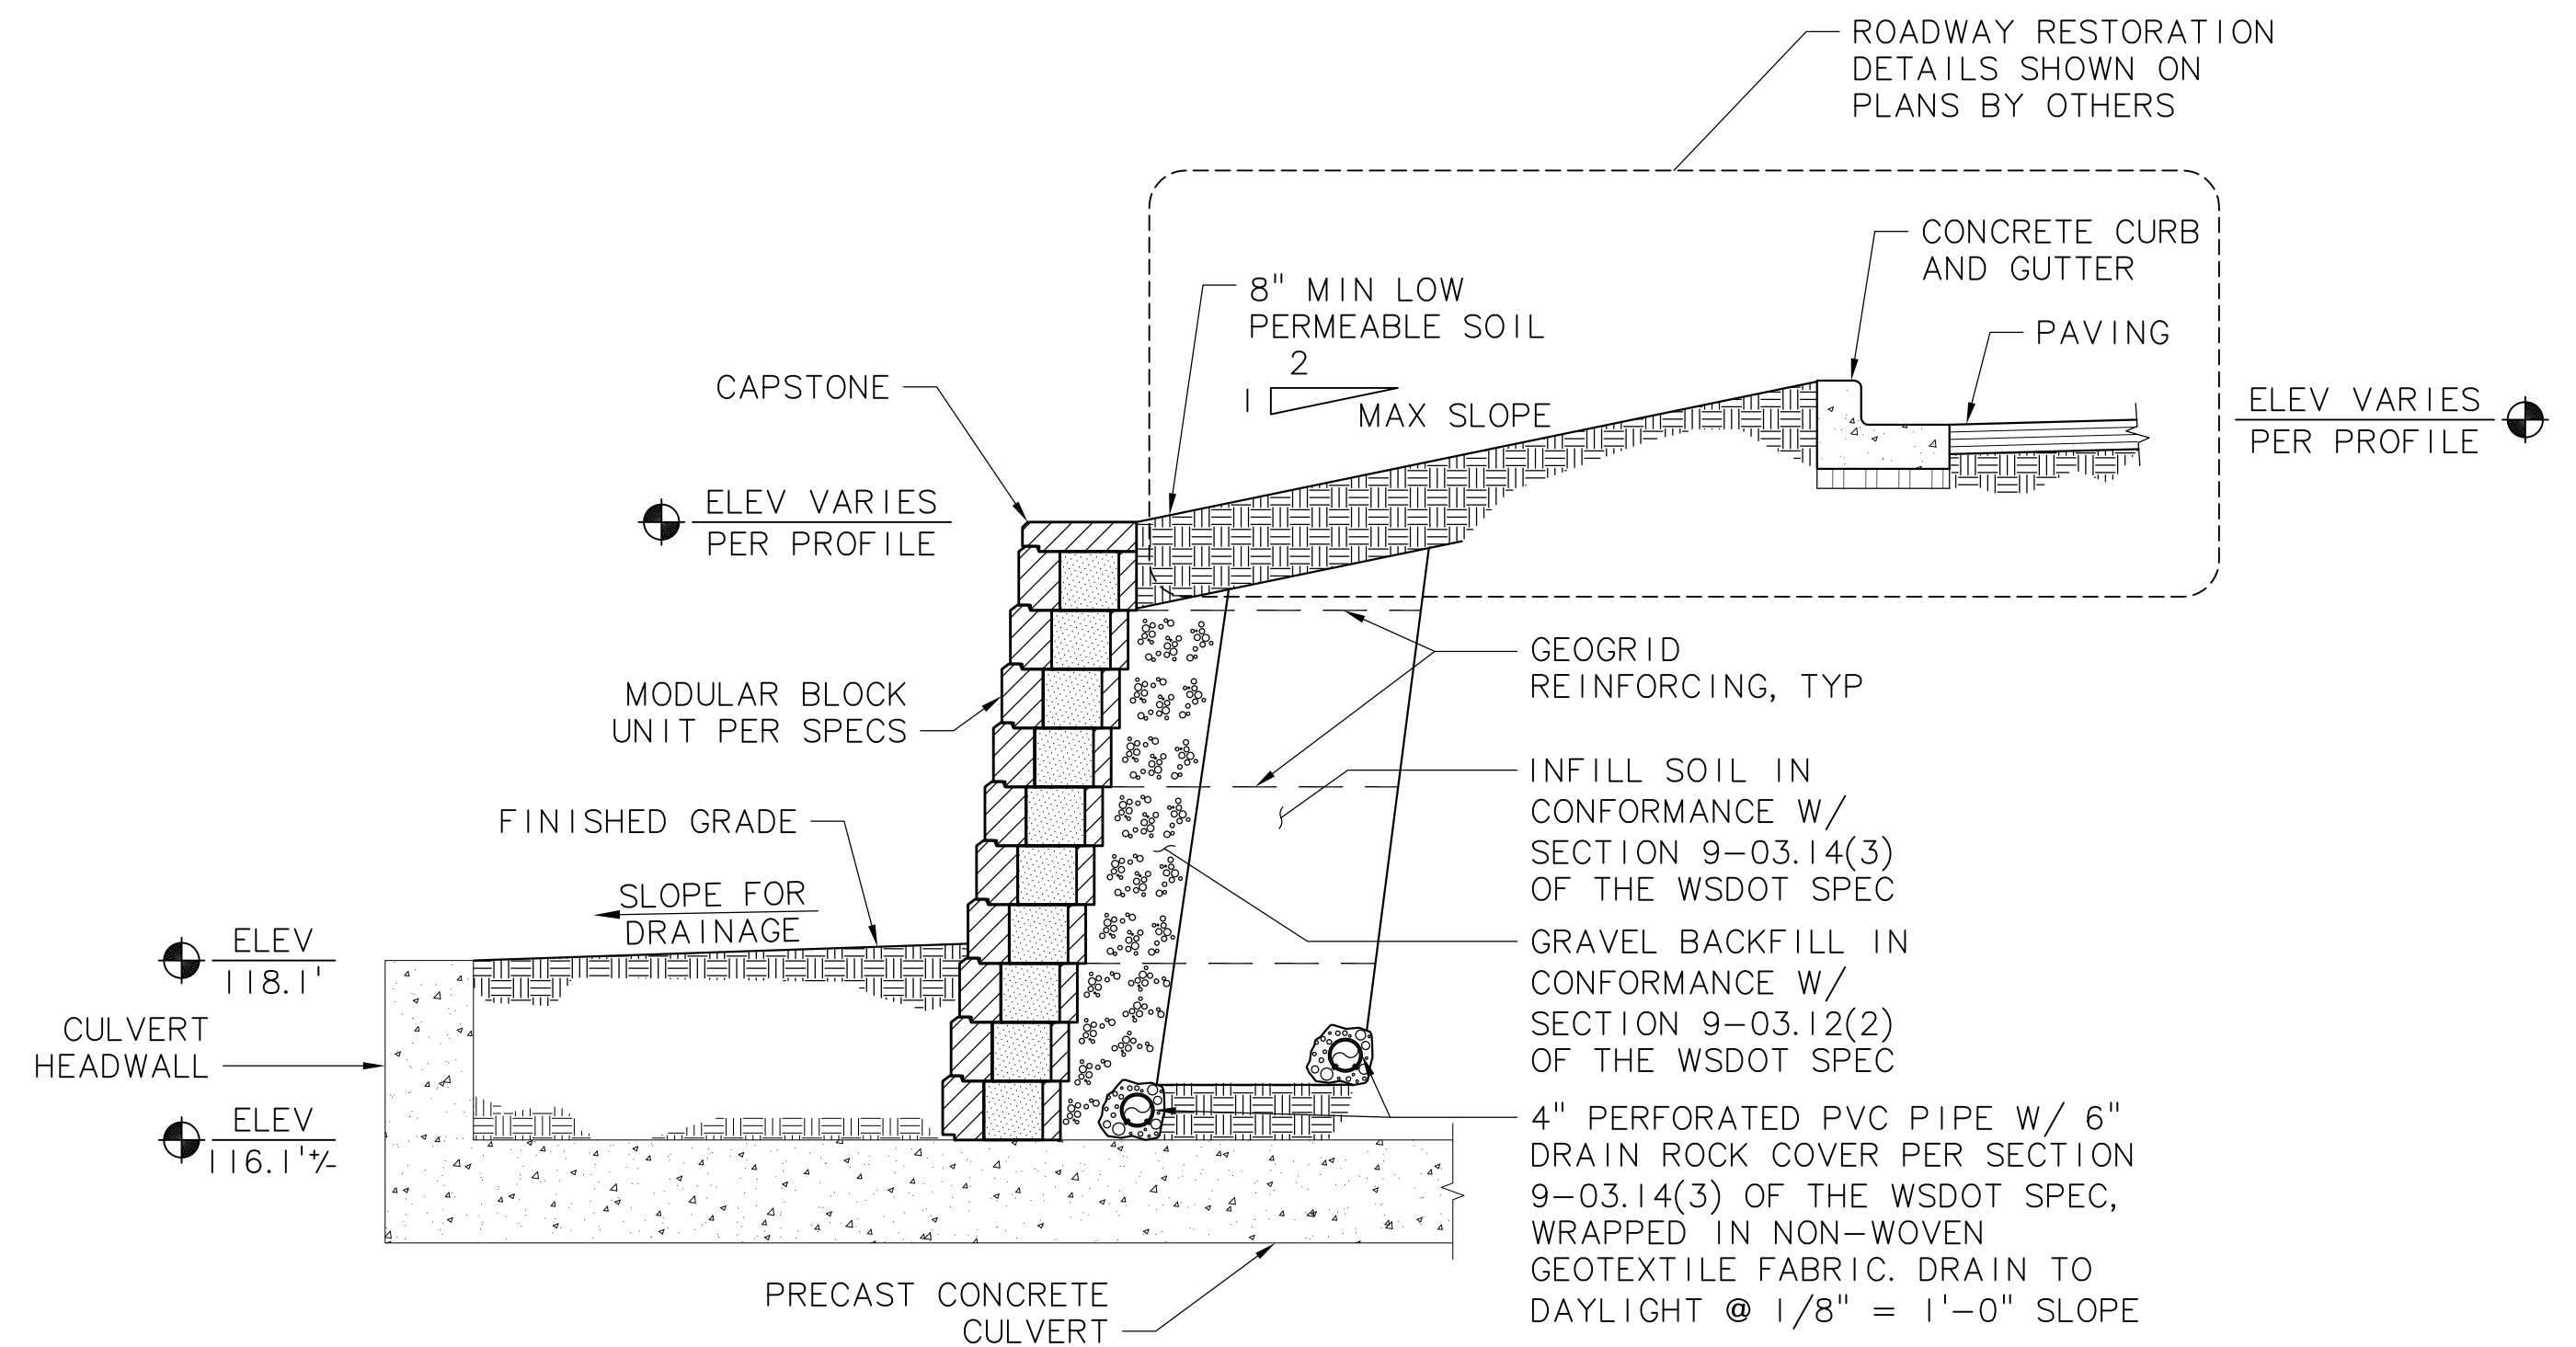 ROADWAY RESTORATION
DETAILS SHOWN ON
PLANS BY OTHERS
CONCRETE CURB
AND GUTTER
8" MIN LOW
PERMEABLE SOIL
2
1
MAX SLOPE
PAVING
CAPSTONE
ELEV VARIES
PER PROFILE
ELEV VARIES
PER PROFILE
GEOGRID
REINFORCING, TYP
MODULAR BLOCK
UNIT PER SPECS
INFILL SOIL IN
CONFORMANCE W/
SECTION 9-03.14(3)
OF THE WSDOT SPEC
FINISHED GRADE
SLOPE FOR
DRAINAGE
ELEV
118.1'
GRAVEL BACKFILL IN
CONFORMANCE W/
SECTION 9-03.12(2)
OF THE WSDOT SPEC
CULVERT
HEADWALL
ELEV
116.1'+/-
4" PERFORATED PVC PIPE W/ 6"
DRAIN ROCK COVER PER SECTION
9-03.14(3) OF THE WSDOT SPEC,
WRAPPED IN NON-WOVEN
GEOTEXTILE FABRIC. DRAIN TO
DAYLIGHT @ 1/8" = 1'-0" SLOPE
PRECAST CONCRETE
CULVERT